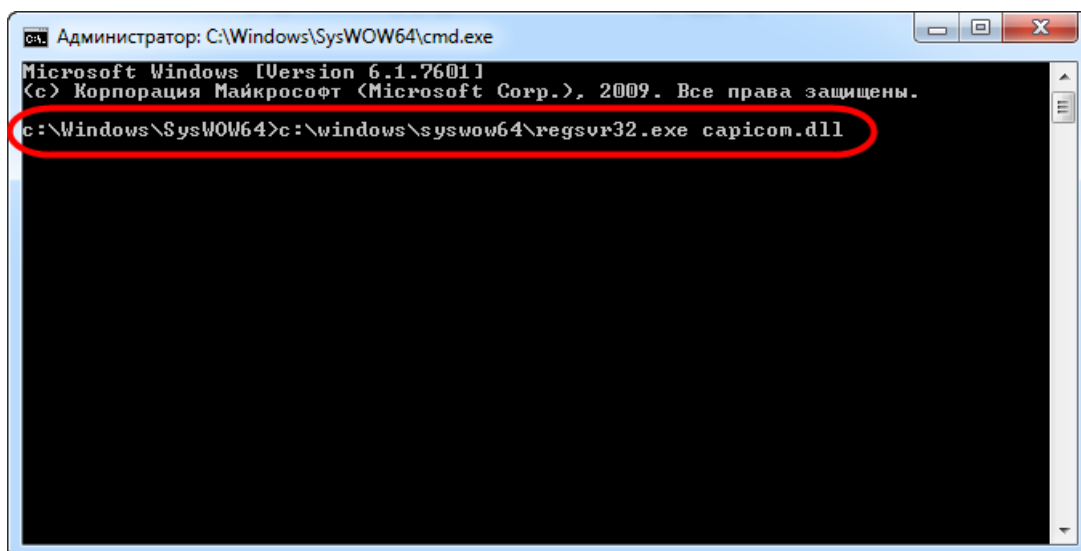 Администратор: C:\Windows\SysWOW64\cmd.exe
Microsoft Windows [Version 6.1.7601]
(c) Корпорация Майкрософт (Microsoft Corp.), 2009. Все права защищены.
c:\Windows\SysWOW64>c:\windows\syswow64\regsvr32.exe capicom.dll